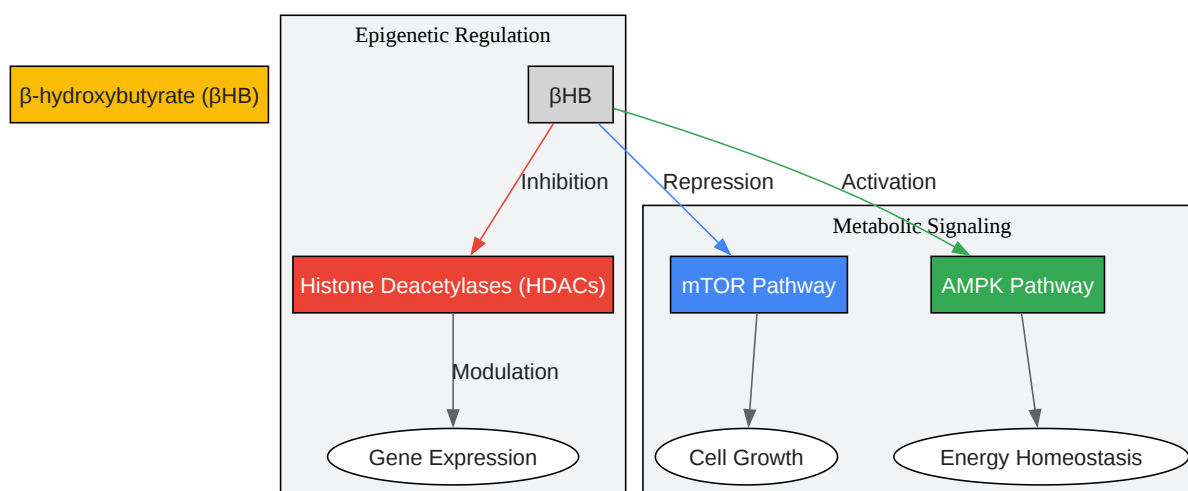 Epigenetic Regulation
β-hydroxybutyrate (βHB)
βHB
Inhibition
Repression
Activation
Metabolic Signaling
Histone Deacetylases (HDACs)
mTOR Pathway
AMPK Pathway
Modulation
Gene Expression
Cell Growth
Energy Homeostasis